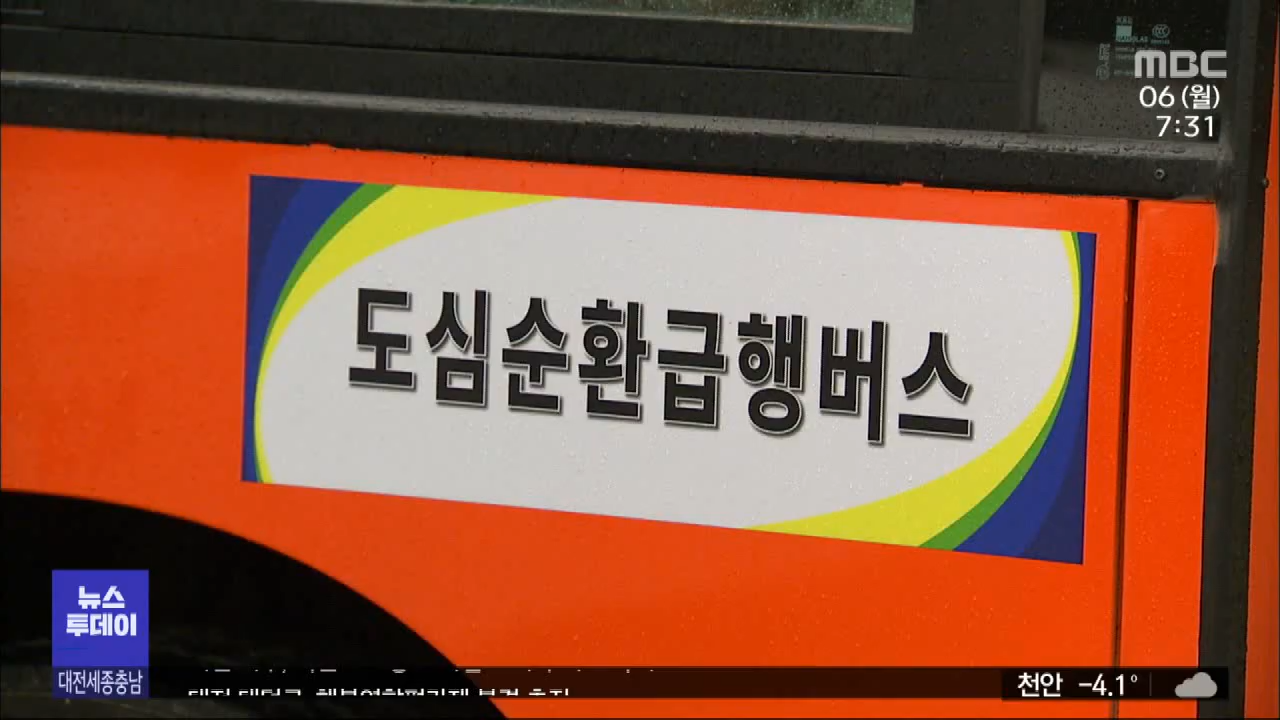 MBC
06 (월)
7:31
도심순환급행버스
뉴스
투데이
대전세종충남
천안 -4.1°